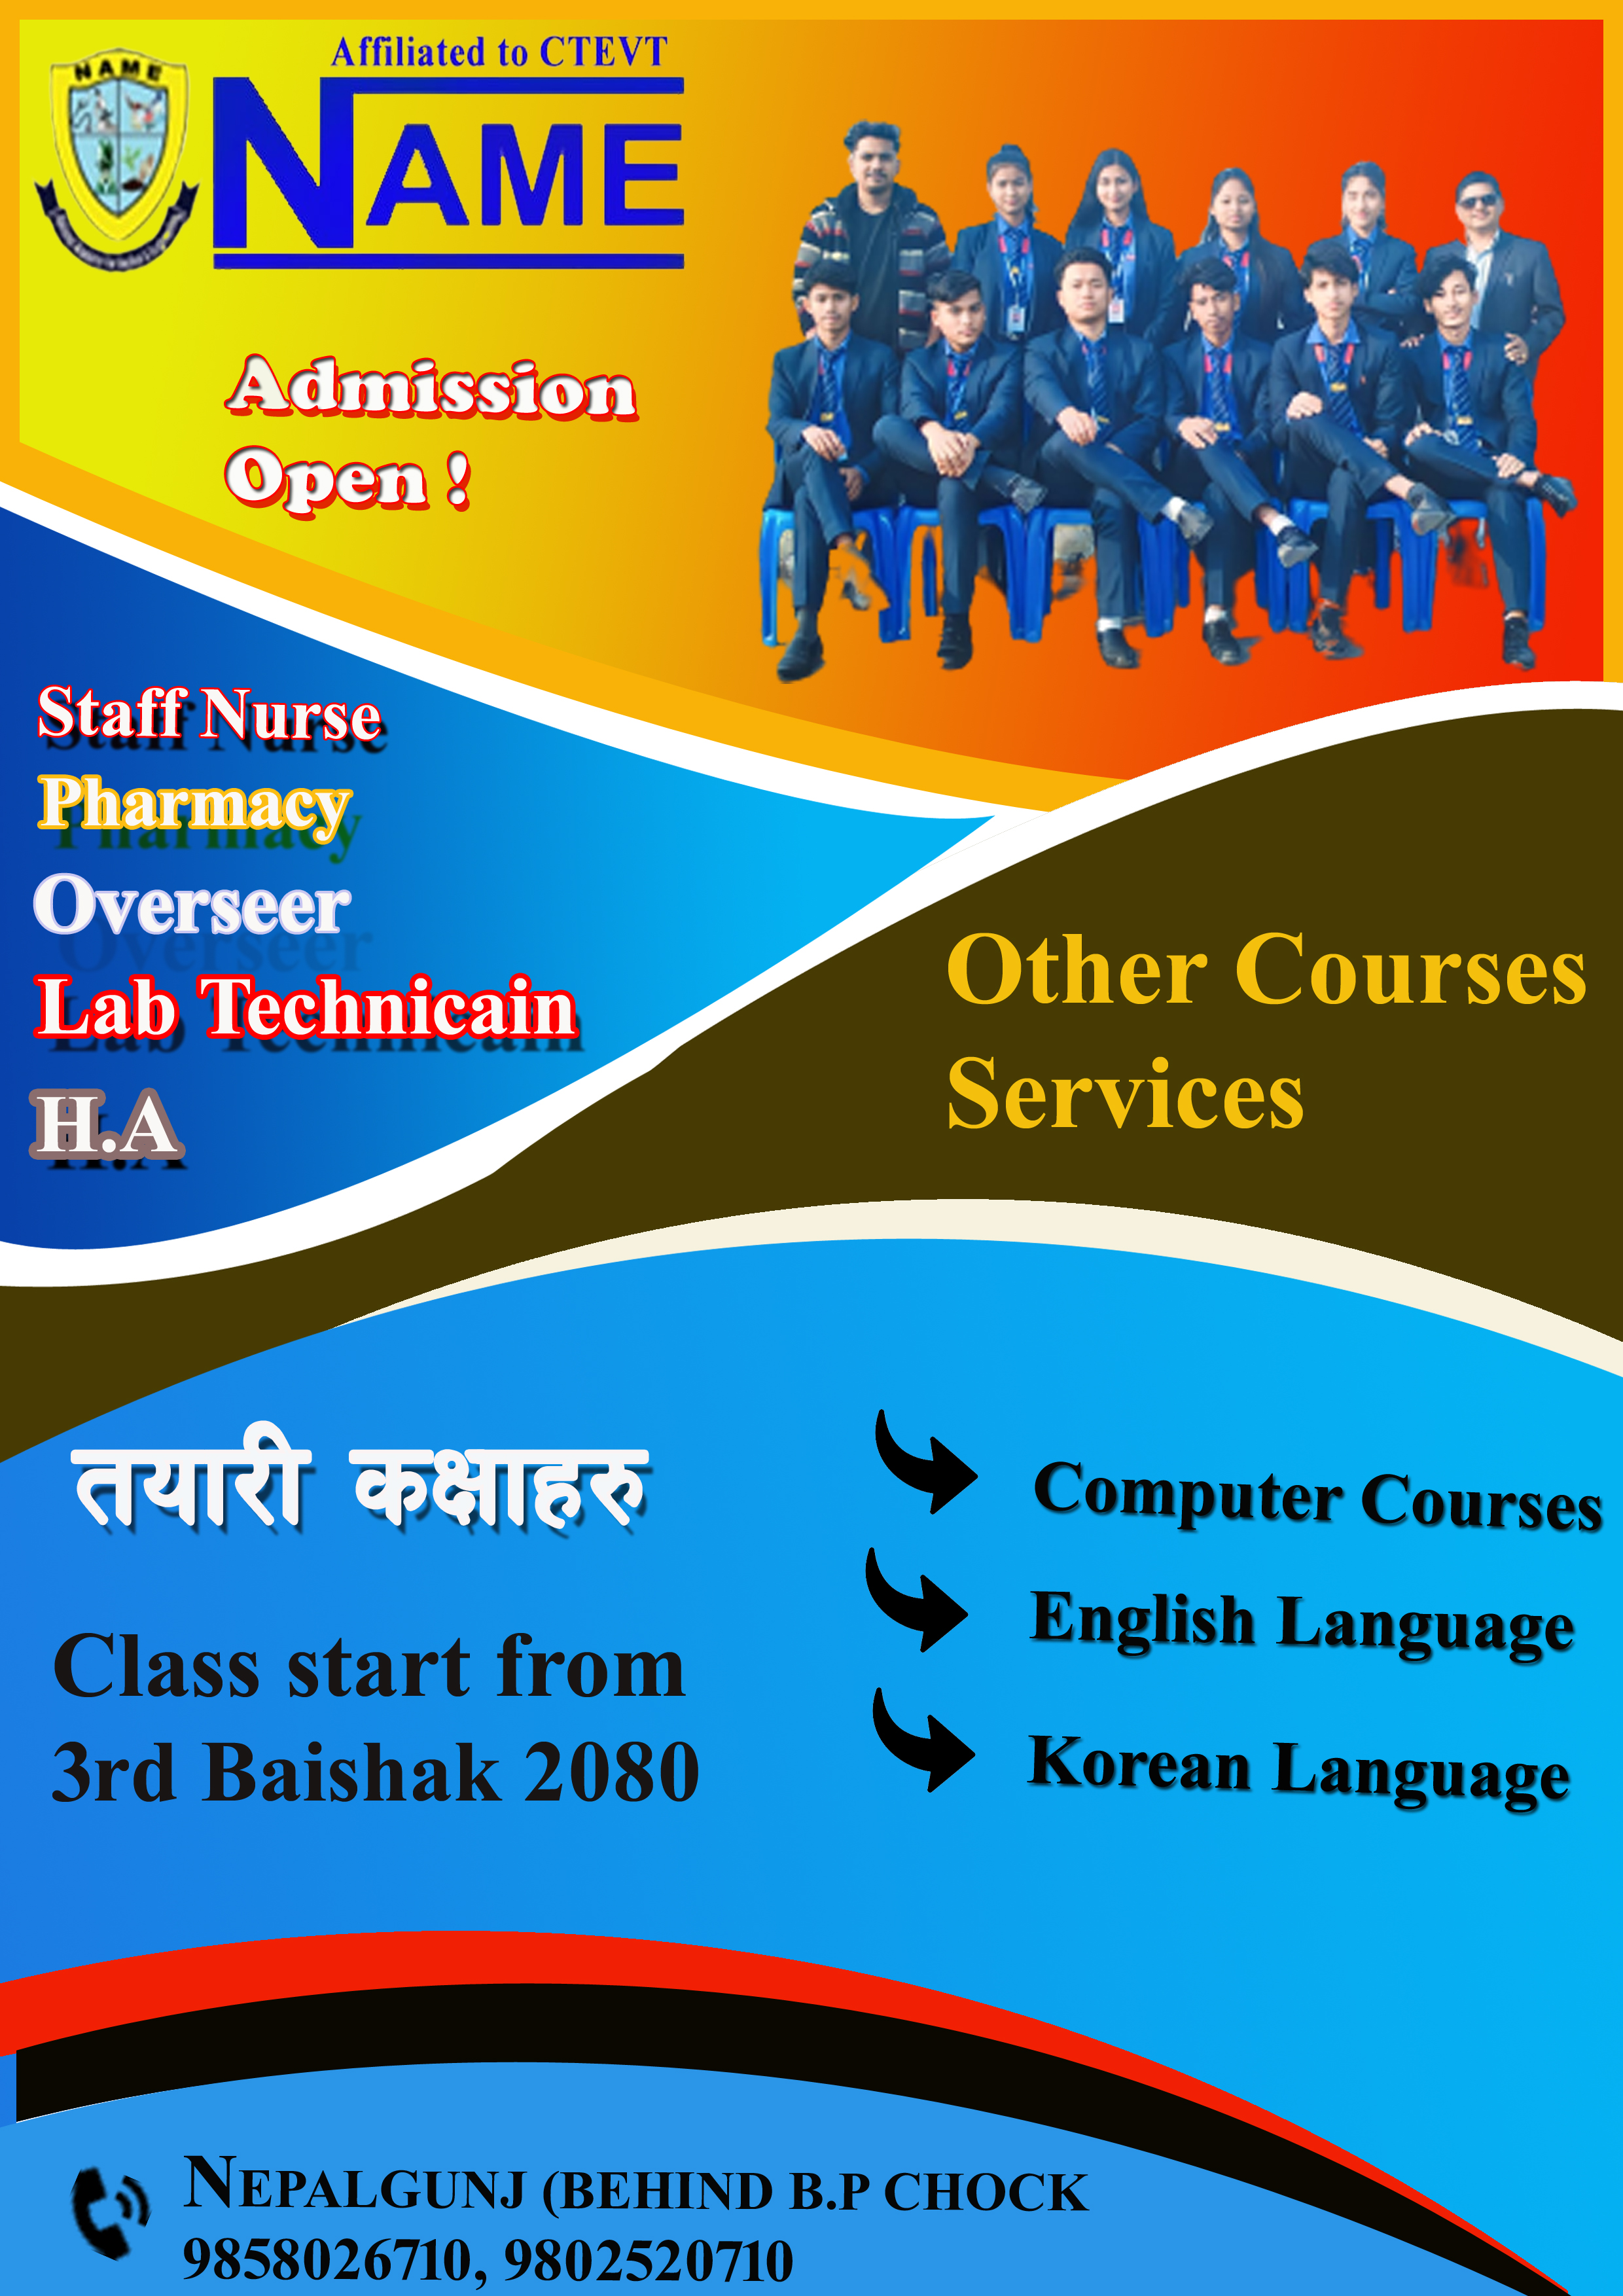 Affiliated to CTEVT
NAME
NAME
Admission
Open !
Staff Nurse
Pharmacy
Overseer
Lab Technicain
H.A
Other Courses
Services
तयारी कक्षाहरु
Class start from
3rd Baishak 2080
Computer Courses
English Language
Korean Language
NEPALGUNJ (BEHIND B.P CHOCK
9858026710, 9802520710